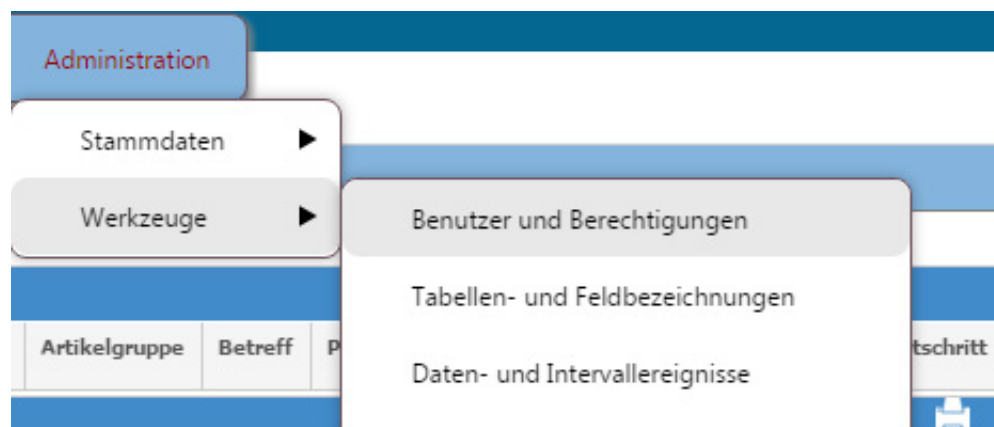 Administration
Stammdaten
Werkzeuge
Benutzer und Berechtigungen
Tabellen- und Feldbezeichnungen
Daten- und Intervallereignisse
Artikelgruppe Betreff